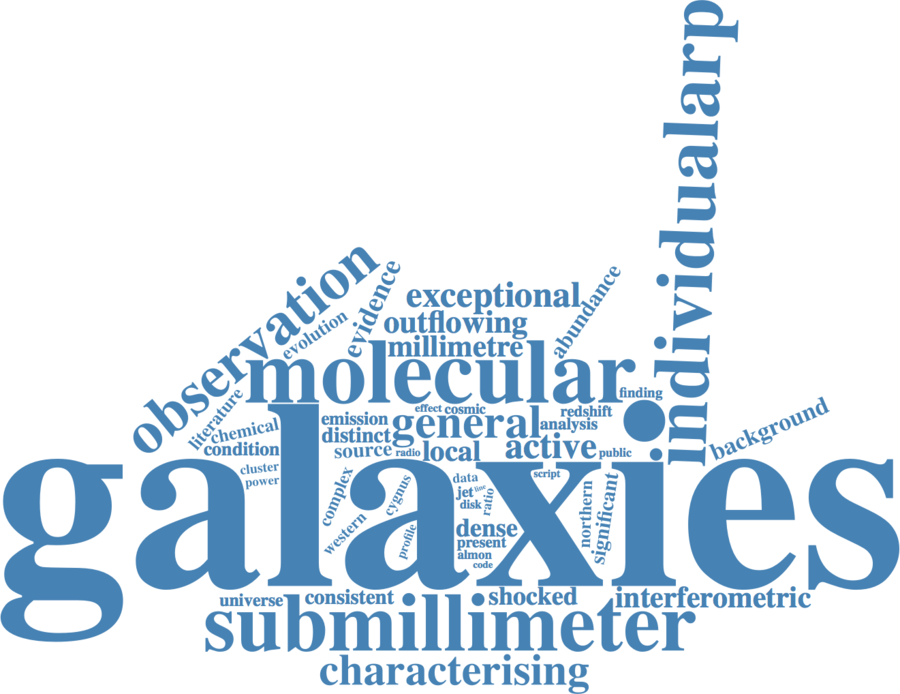 individualarp
observation
evolution
evidence
exceptional
abundance
outflowing
millimetre
molecular
finding
literature
chemical
condition
emission
effect
cosmic
general
redshift
analysis
distinct
source
radio
local
active
public
background
galaxies
cluster
power
complex
western
cygnus
profile
data
jet
line
disk
ratio
script
northern
significant
dense
present
almon
code
universe
consistent
shocked
interferometric
submillimeter
characterising